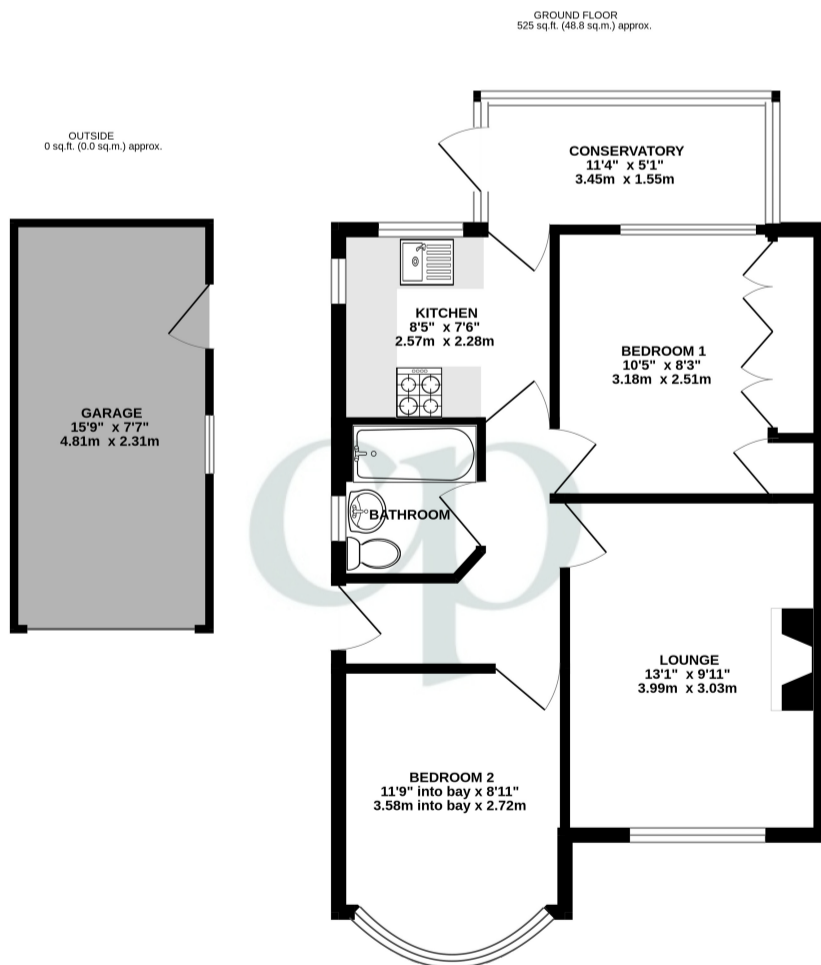 GROUND FLOOR
525 sq.ft. (48.8 sq.m.) approx.
OUTSIDE
0 sq.ft. (0.0 sq.m.) approx.
CONSERVATORY
11'4" x 5'1"
3.45m x 1.55m
KITCHEN
8'5" x 7'6"
2.57m x 2.28m
BEDROOM 1
10'5" x 8'3"
3.18m x 2.51m
GARAGE
15'9" x 7'7"
4.81m x 2.31m
BATHROOM
cp
LOUNGE
13'1" x 9'11"
3.99m x 3.03m
BEDROOM 2
11'9" into bay x 8'11"
3.58m into bay x 2.72m